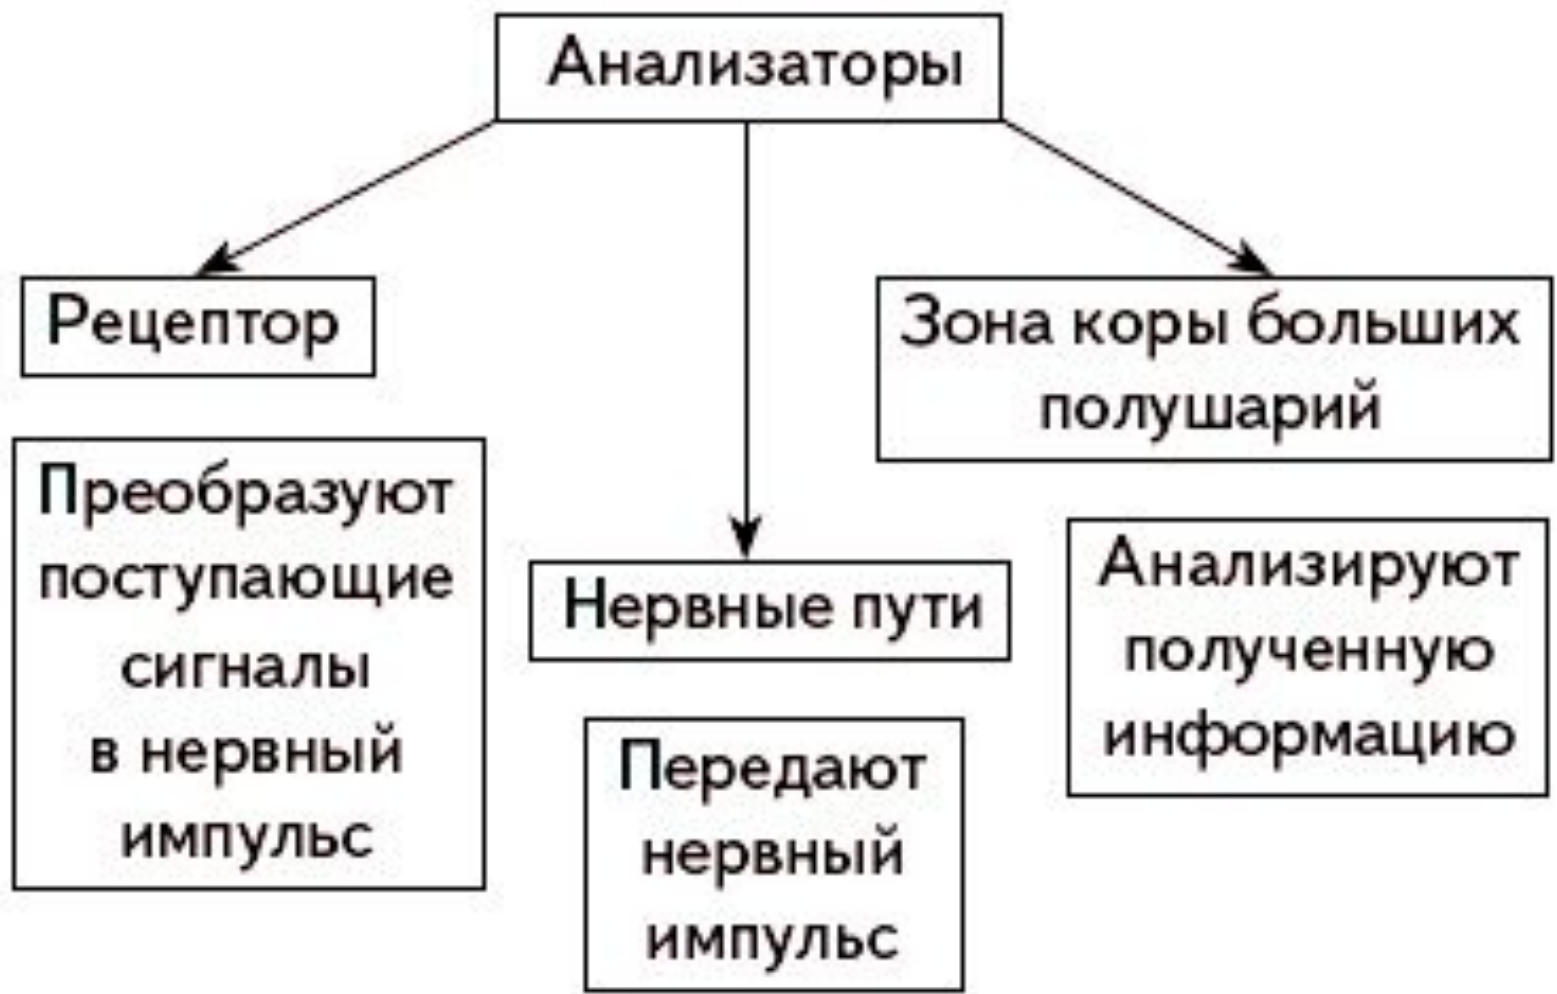 Анализаторы
Рецептор
Преобразуют
поступающие
сигналы
в нервный
импульс
Нервные пути
Передают
нервный
импульс
Зона коры больших
полушарий
Анализируют
полученную
информацию